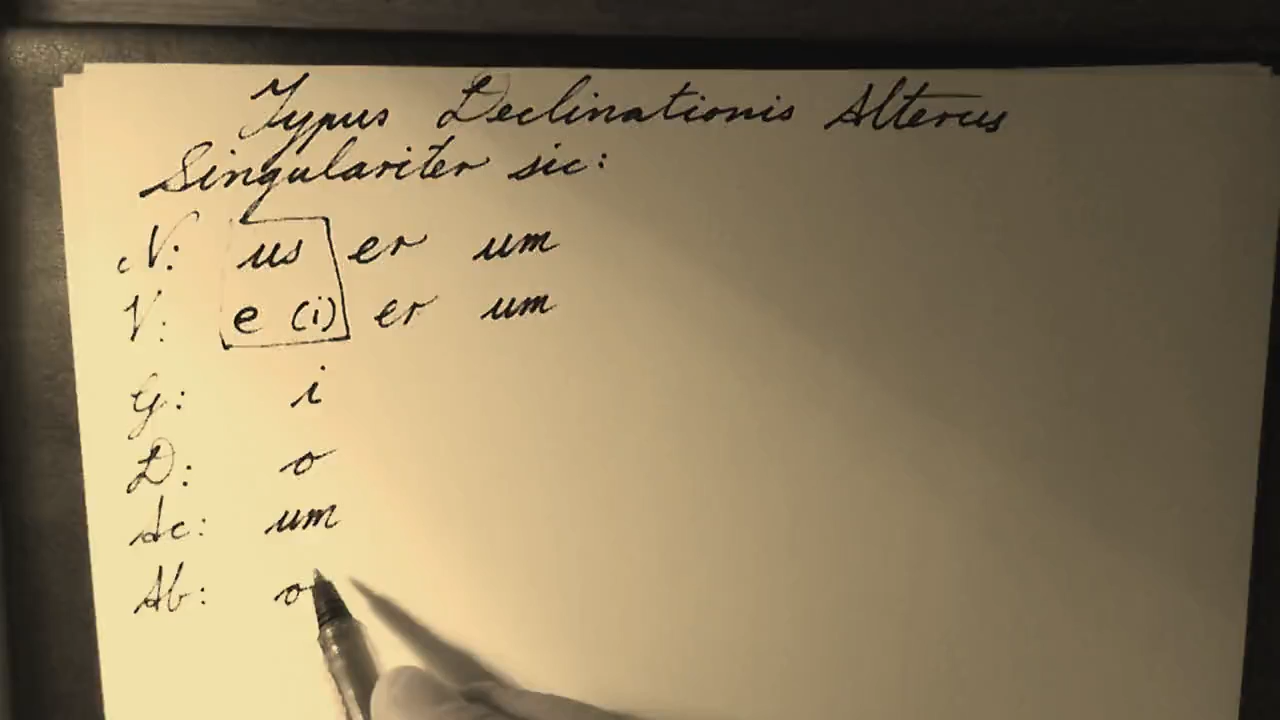 Typus Declinationis Alterus
Singulariter sic:
N: us er um
V: e (i) er um
G: i
D: o
Ac: um
Ab: o